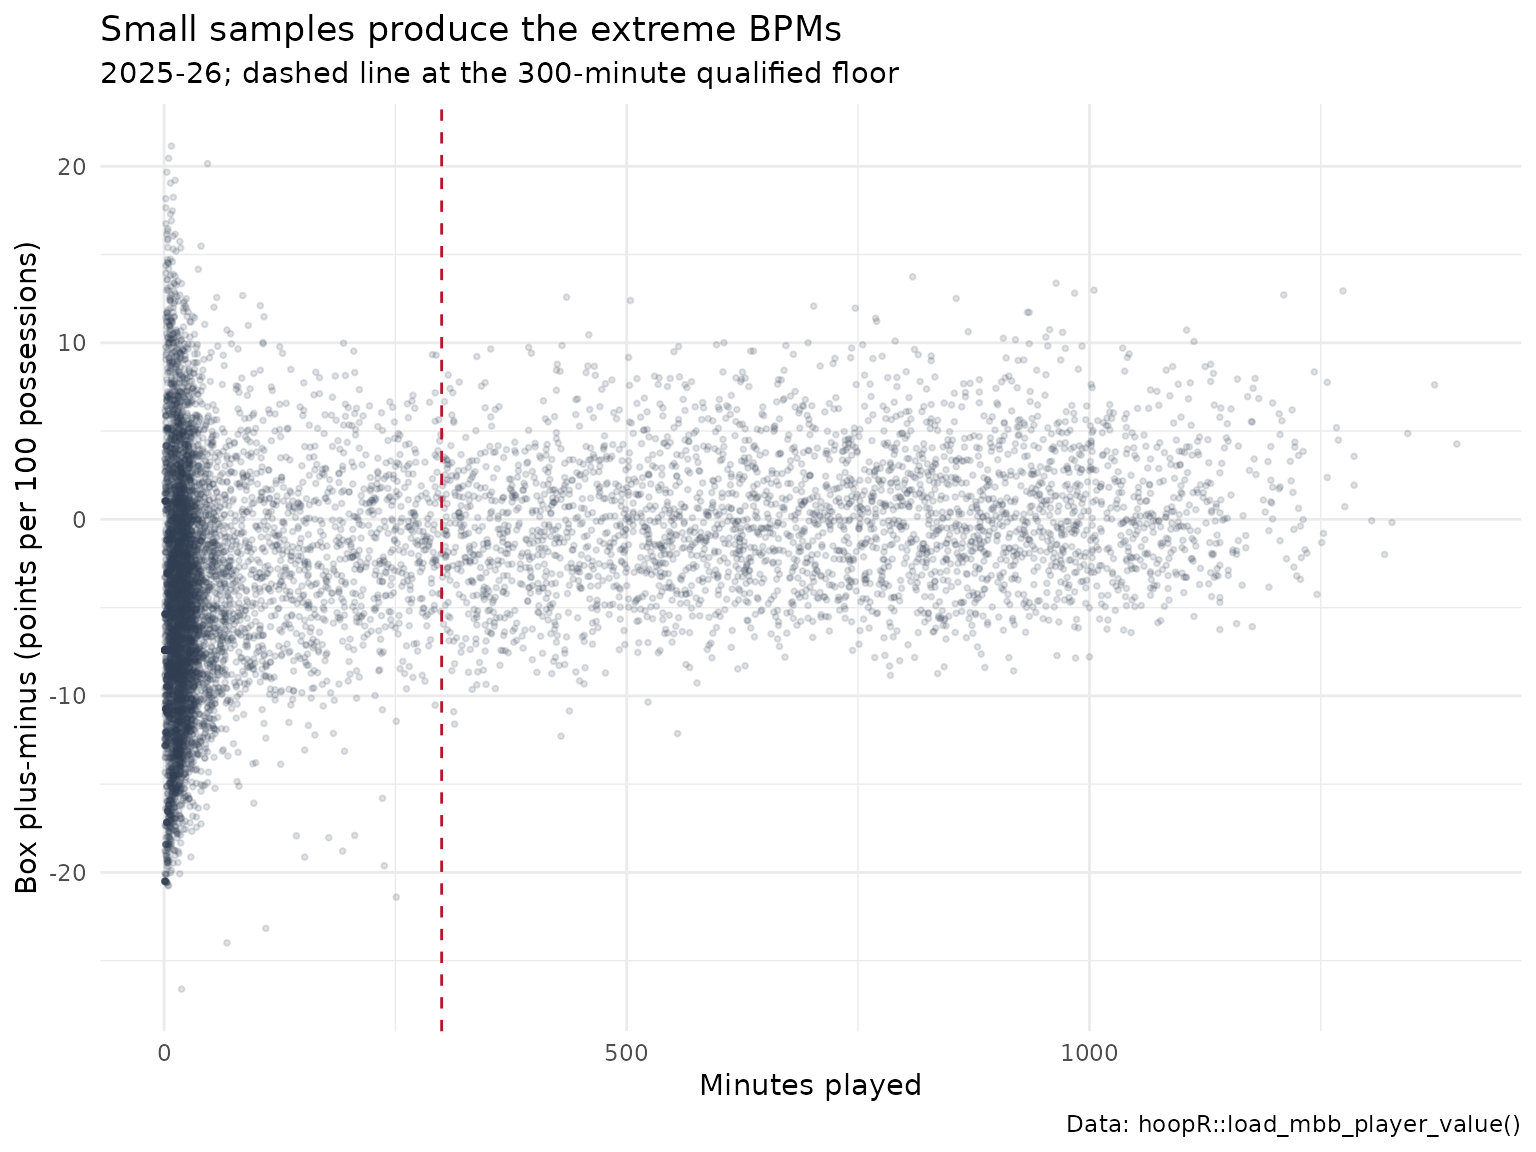 Small samples produce the extreme BPMs
2025-26; dashed line at the 300-minute qualified floor
Box plus-minus (points per 100 possessions)
20
10
0
-10
-20
0
500
1000
Minutes played
Data: hoopR::load_mbb_player_value()